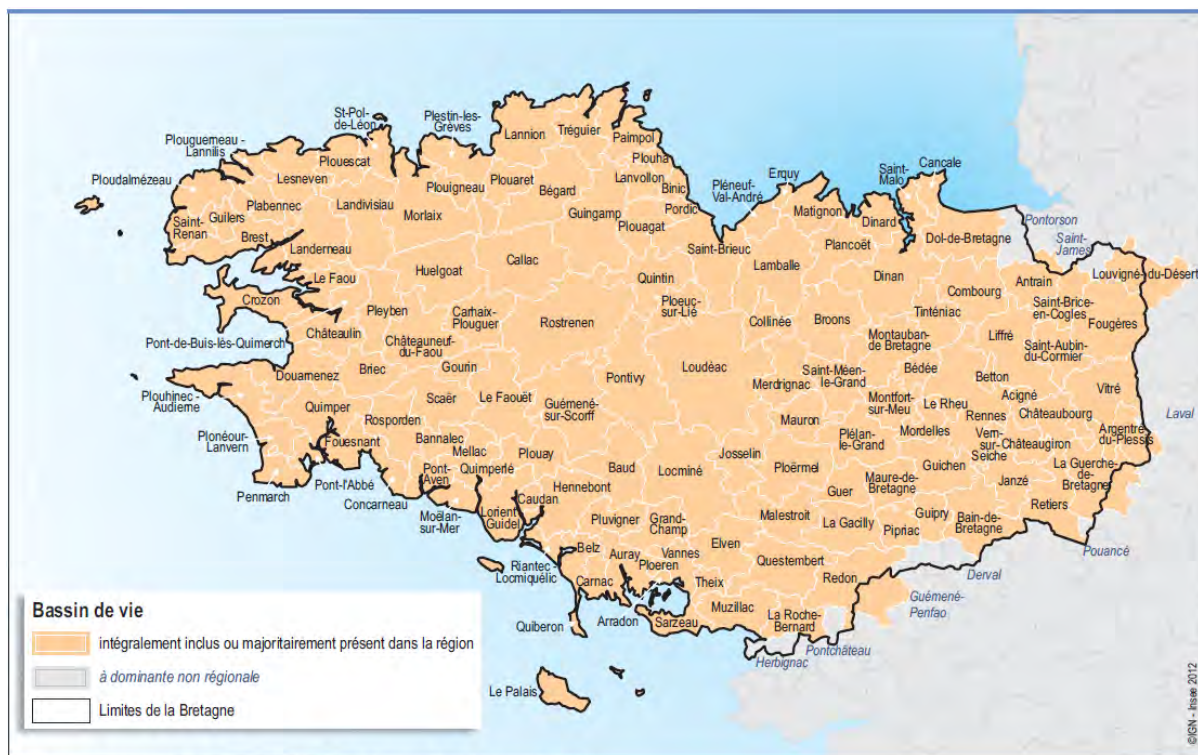 St-Pol-
de-Léon
Plestin-les-
Grèves
Plouguerneau -
Lannilis
Ploudalmézeau
Lannion
Tréguier
Paimpol
Plouha
Lanvollon
Binic
Pordic
Plouescat
Lesneven
Plouigneau
Plouaret
Bégard
Plabennec
Landivisiau
Morlaix
Guingamp
Plouagat
Saint-
Renan
Guilers
Brest
Landerneau
Pléneuf-
Val-André
Erquy
Saint-
Malo
Cancale
Matignon
Dinard
Pontorson
Saint-
James
Dol-de-Bretagne
Plancoët
Saint-Brieuc
Lamballe
Louvigné-du-Désert
Le Faou
Huelgoat
Callac
Quintin
Dinan
Combourg
Antrain
Crozon
Pleyben
Carhaix-
Plouguer
Rostrenen
Ploeuc-
sur-Lié
Collinée
Broons
Tinténiac
Saint-Brice-
en-Cogles
Fougères
Pont-de-Buis-lès-Quimerch
Châteaulin
Châteauneuf-
du-Faou
Montauban-
de Bretagne
Liffré
Saint-Aubin-
du-Cormier
Douarnenez
Briec
Gourin
Pontivy
Loudéac
Merdrignac
Saint-Méen-
le-Grand
Bédée
Betton
Acigné
Vitré
Plouhinec -
Audierne
Quimper
Rosporden
Scaër
Le Faouët
Guémené-
sur-Scorff
Mauron
Montfort-
sur-Meu
Le Rheu
Rennes
Châteaubourg
Laval
Plonéour-
Lanvern
Fouesnant
Bannalec
Mellac
Plouay
Josselin
Plélan-
le-Grand
Mordelles
Vern-
sur-
Seiche
Châteaugiron
Argentré-
du-Plessis
Penmarch
Pont-l'Abbé
Concarneau
Pont-
Aven
Quimperlé
Baud
Locminé
Ploërmel
Guichen
La Guerche-
de-
Bretagne
Moëlan-
sur-Mer
Lorient
Guidel
Caudan
Hennebont
Guer
Maure-de-
Bretagne
Janzé
Retiers
Pluvigner
Grand-
Champ
Malestroit
La Gacilly
Guipry
Pipriac
Bain-de-
Bretagne
Pouancé
Riantec -
Locmiquélic
Belz
Auray
Ploeren
Vannes
Elven
Questembert
Redon
Derval
Guémené-
Penfao
Carnac
Theix
Muzillac
La Roche-
Bernard
Quiberon
Arradon
Sarzeau
Pontchâteau
Herbignac
Le Palais
Bassin de vie
intégralement inclus ou majoritairement présent dans la région
à dominante non régionale
Limites de la Bretagne
©IGN - Insee 2012